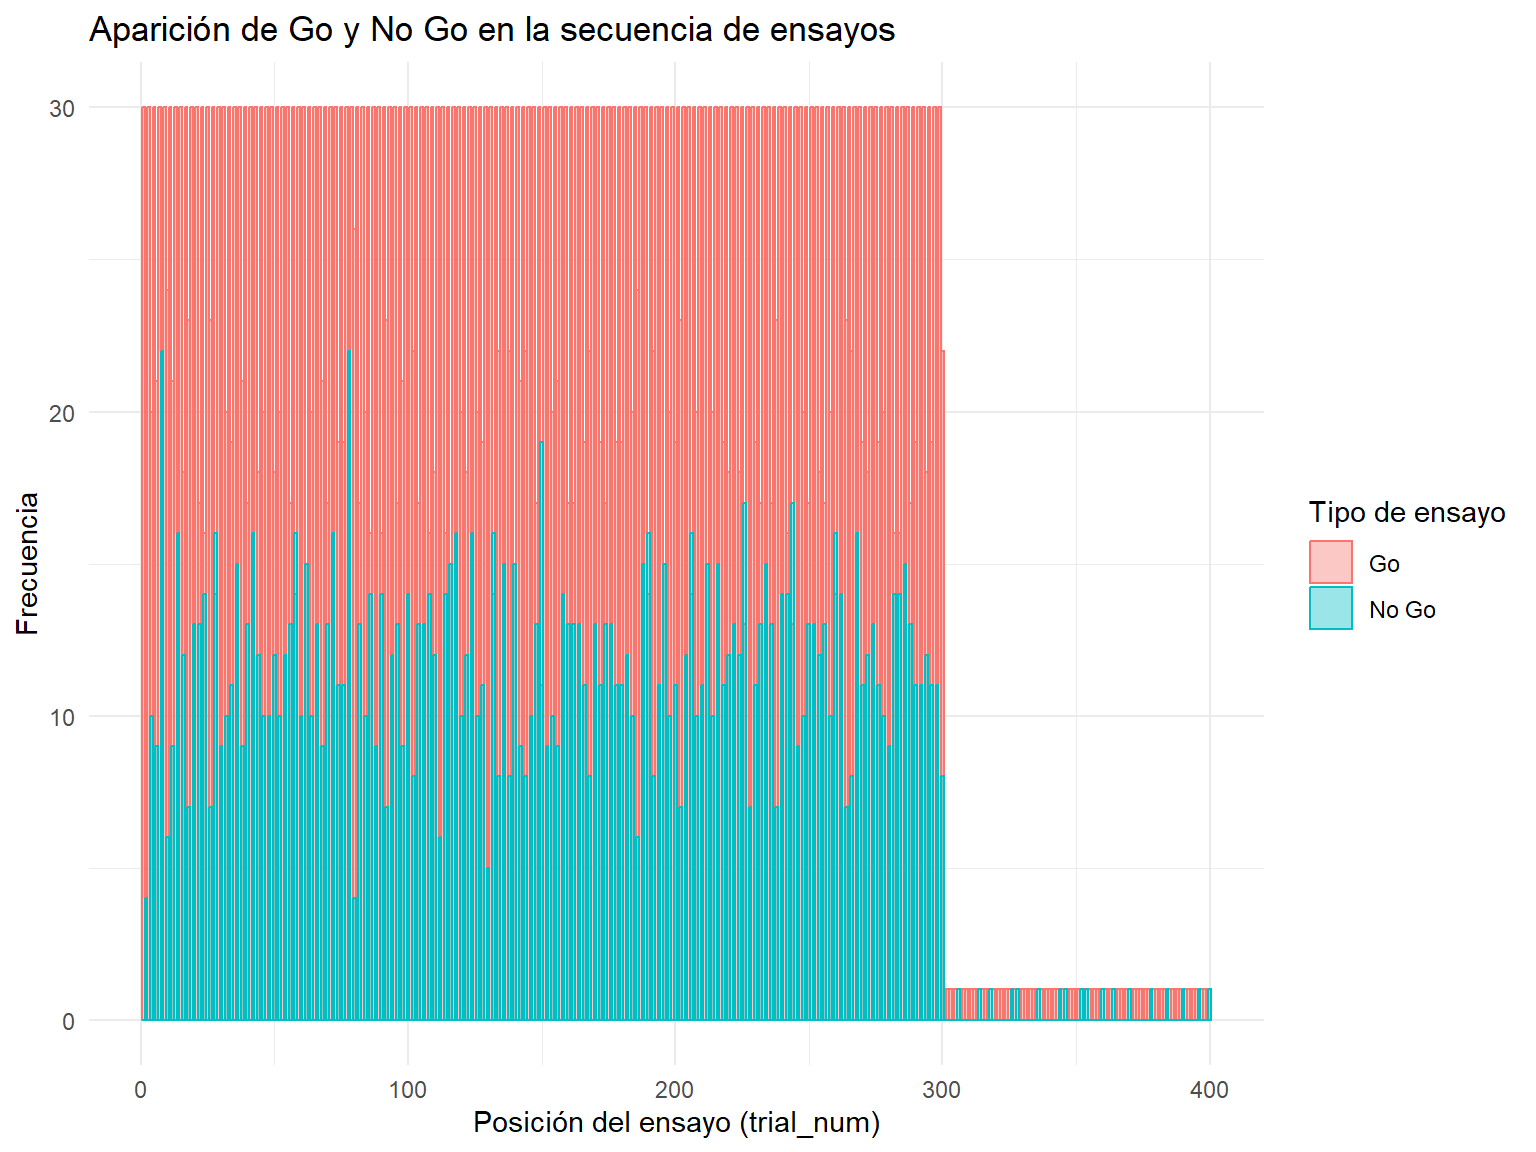 Aparición de Go y No Go en la secuencia de ensayos
30
20
10
0
Frecuencia
0 100 200 300 400
Posición del ensayo (trial_num)
Tipo de ensayo
Go
No Go